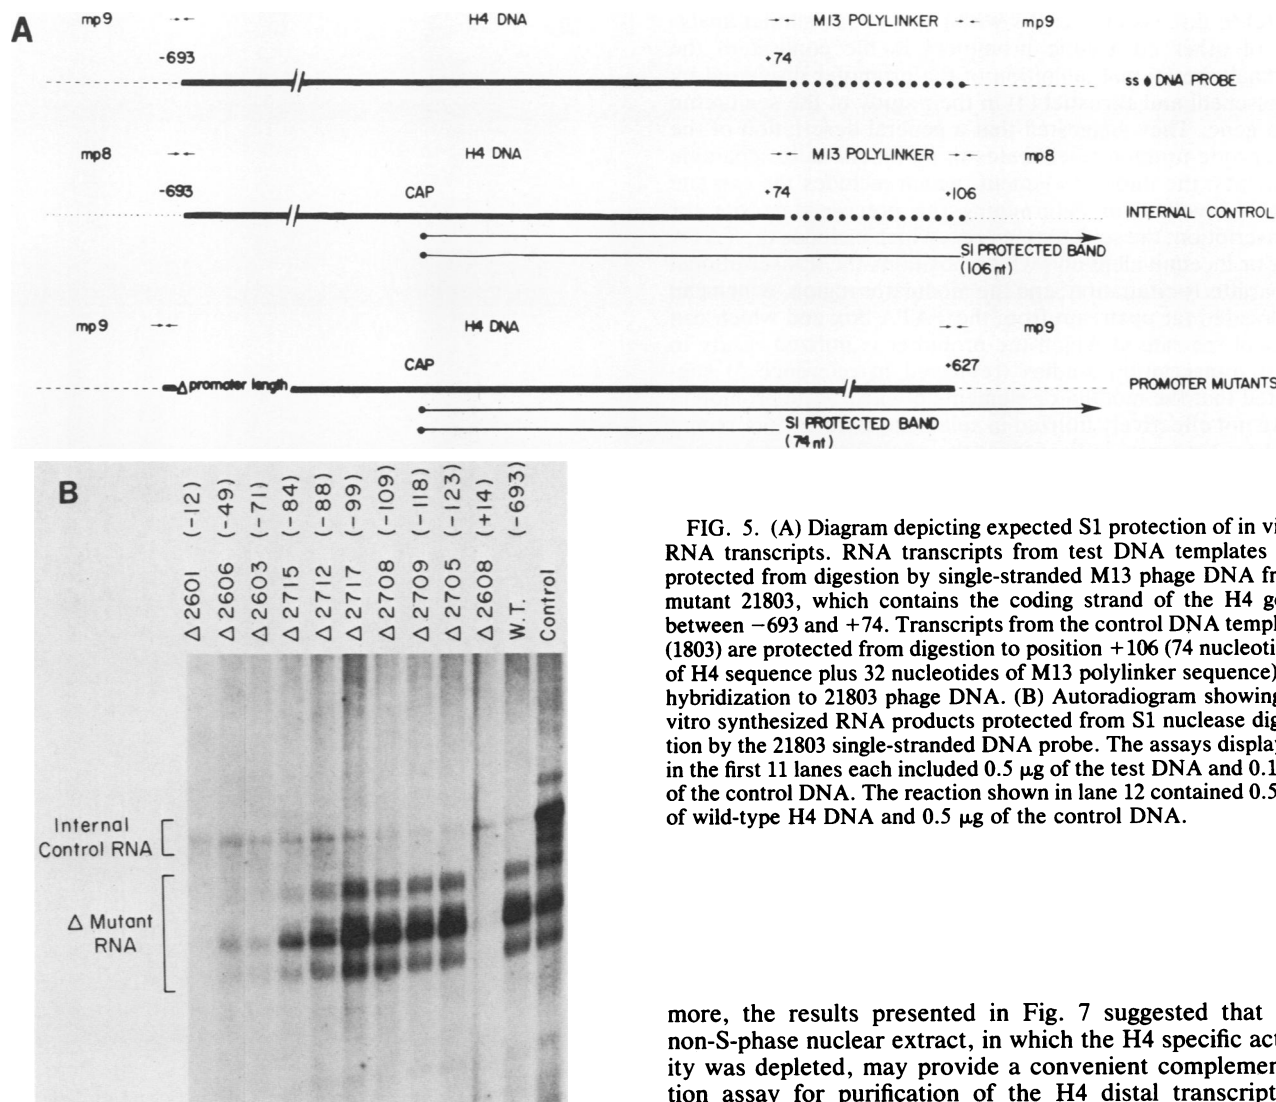 A
mp9 →← H4 DNA →← M13 POLYLINKER →← mp9
-693 +74
ss ϕ DNA PROBE
mp8 →← H4 DNA →← M13 POLYLINKER →← mp8
-693 CAP +74 +106
INTERNAL CONTROL
SI PROTECTED BAND
(106 nt)
mp9 →← H4 DNA →← mp9
CAP +627
Δ promoter length
PROMOTER MUTANTS
SI PROTECTED BAND
(74 nt)
B
Δ2601 (-12)
Δ2606 (-49)
Δ2603 (-71)
Δ2715 (-84)
Δ2712 (-88)
Δ2717 (-99)
Δ2708 (-109)
Δ2709 (-118)
Δ2705 (-123)
Δ2608 (+14)
W.T. (-693)
Control
Internal
Control RNA
Δ Mutant
RNA
FIG. 5. (A) Diagram depicting expected S1 protection of in vi
RNA transcripts. RNA transcripts from test DNA templates
protected from digestion by single-stranded M13 phage DNA fr
mutant 21803, which contains the coding strand of the H4 ge
between −693 and +74. Transcripts from the control DNA templ
(1803) are protected from digestion to position +106 (74 nucleoti
of H4 sequence plus 32 nucleotides of M13 polylinker sequence)
hybridization to 21803 phage DNA. (B) Autoradiogram showing
vitro synthesized RNA products protected from S1 nuclease dig
tion by the 21803 single-stranded DNA probe. The assays display
in the first 11 lanes each included 0.5 μg of the test DNA and 0.1
of the control DNA. The reaction shown in lane 12 contained 0.5
of wild-type H4 DNA and 0.5 μg of the control DNA.
more, the results presented in Fig. 7 suggested that
non-S-phase nuclear extract, in which the H4 specific act
ity was depleted, may provide a convenient complemen
tion assay for purification of the H4 distal transcript